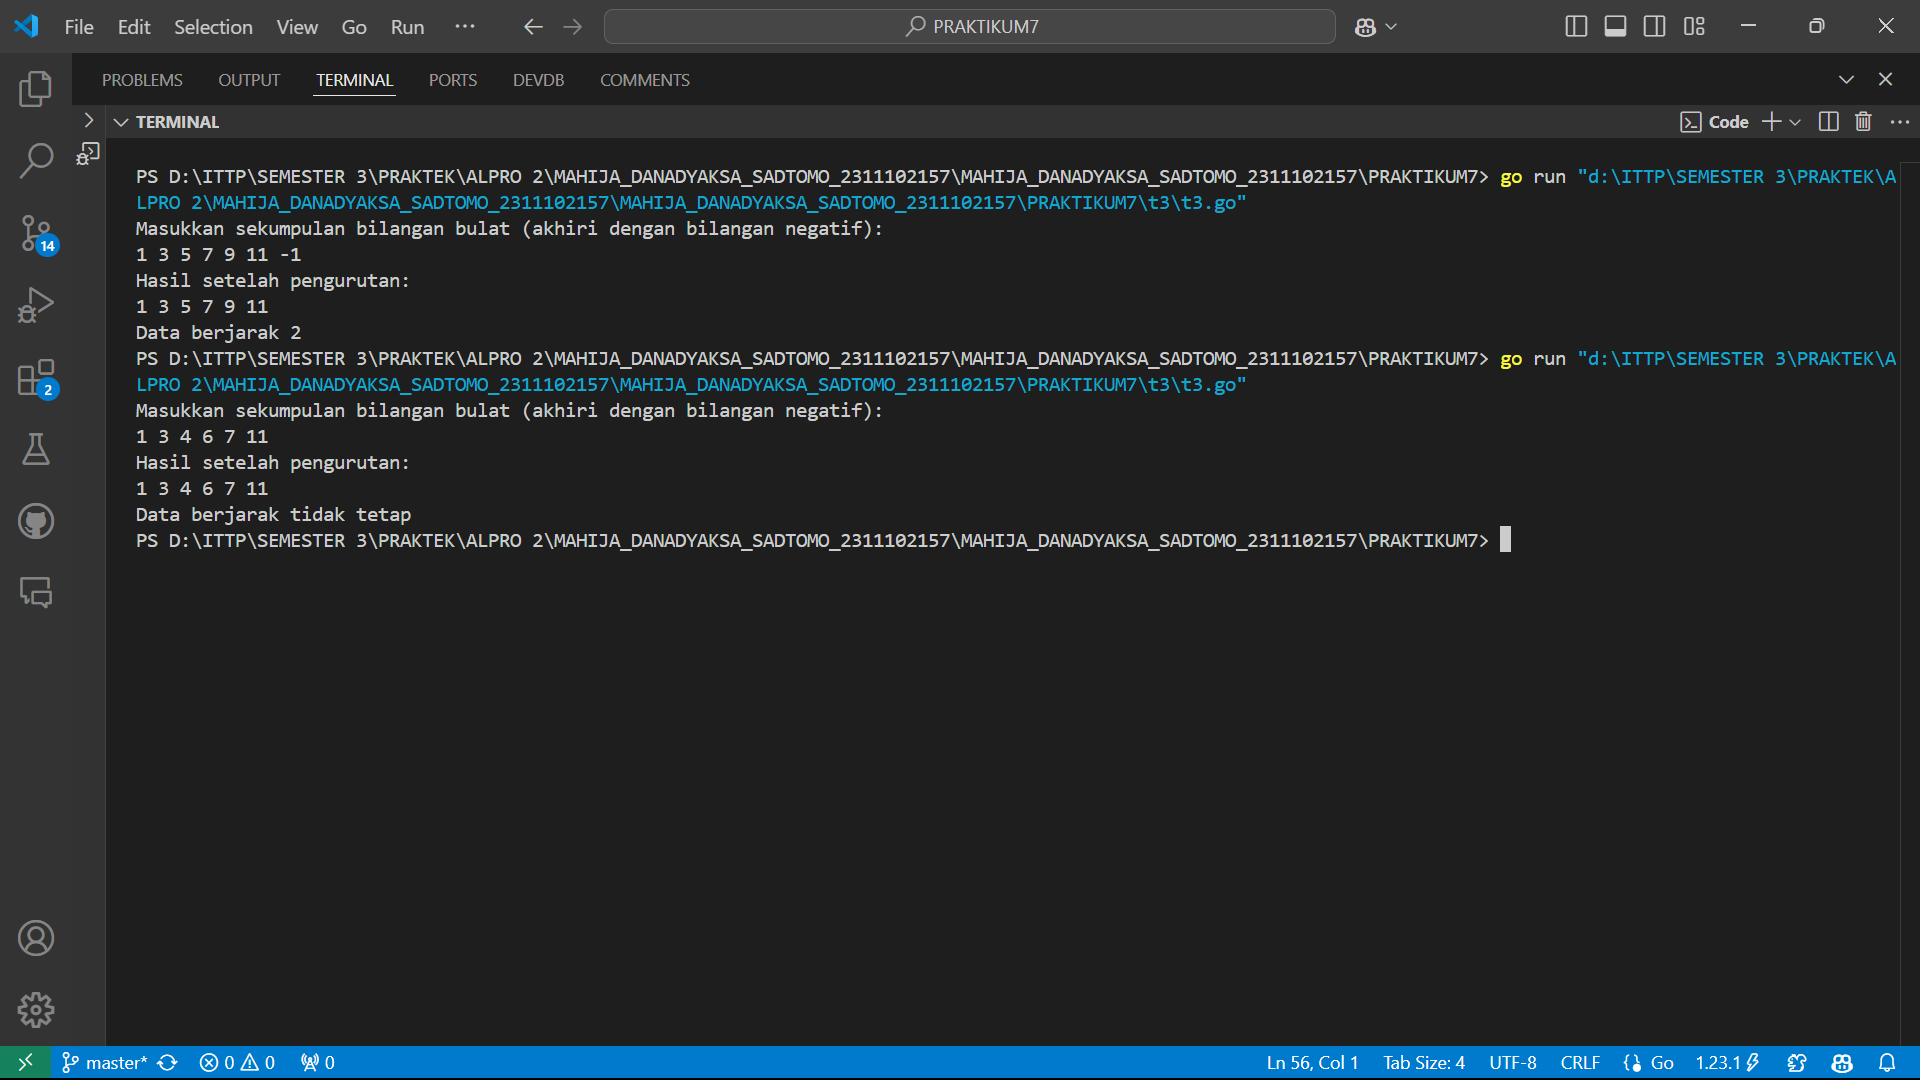 File Edit Selection View Go Run ··· PRAKTIKUM7
PROBLEMS OUTPUT TERMINAL PORTS DEVDB COMMENTS
TERMINAL Code
PS D:\ITTP\SEMESTER 3\PRAKTEK\ALPRO 2\MAHIJA_DANADYAKSA_SADTOMO_2311102157\MAHIJA_DANADYAKSA_SADTOMO_2311102157\PRAKTIKUM7> go run "d:\ITTP\SEMESTER 3\PRAKTEK\A
LPRO 2\MAHIJA_DANADYAKSA_SADTOMO_2311102157\MAHIJA_DANADYAKSA_SADTOMO_2311102157\PRAKTIKUM7\t3\t3.go"
Masukkan sekumpulan bilangan bulat (akhiri dengan bilangan negatif):
1 3 5 7 9 11 -1
Hasil setelah pengurutan:
1 3 5 7 9 11
Data berjarak 2
PS D:\ITTP\SEMESTER 3\PRAKTEK\ALPRO 2\MAHIJA_DANADYAKSA_SADTOMO_2311102157\MAHIJA_DANADYAKSA_SADTOMO_2311102157\PRAKTIKUM7> go run "d:\ITTP\SEMESTER 3\PRAKTEK\A
LPRO 2\MAHIJA_DANADYAKSA_SADTOMO_2311102157\MAHIJA_DANADYAKSA_SADTOMO_2311102157\PRAKTIKUM7\t3\t3.go"
Masukkan sekumpulan bilangan bulat (akhiri dengan bilangan negatif):
1 3 4 6 7 11
Hasil setelah pengurutan:
1 3 4 6 7 11
Data berjarak tidak tetap
PS D:\ITTP\SEMESTER 3\PRAKTEK\ALPRO 2\MAHIJA_DANADYAKSA_SADTOMO_2311102157\MAHIJA_DANADYAKSA_SADTOMO_2311102157\PRAKTIKUM7>
14
2
master* 0 0 0 Ln 56, Col 1 Tab Size: 4 UTF-8 CRLF {} Go 1.23.1